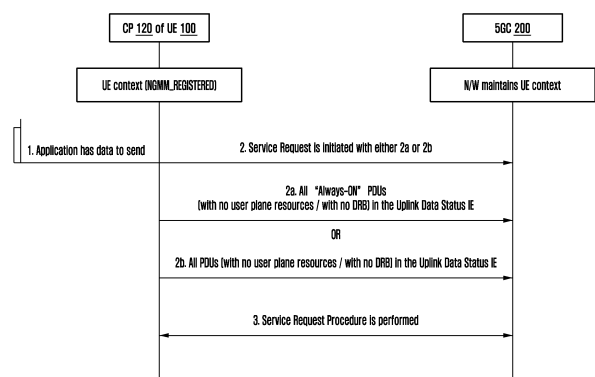 CP 120 of UE 100
5GC 200
UE context (NGMM_REGISTERED)
N/W maintains UE context
1. Application has data to send
2. Service Request is initiated with either 2a or 2b
2a. All "Always-ON" PDUs
(with no user plane resources / with no DRB) in the Uplink Data Status IE
OR
2b. All PDUs (with no user plane resources / with no DRB) in the Uplink Data Status IE
3. Service Request Procedure is performed